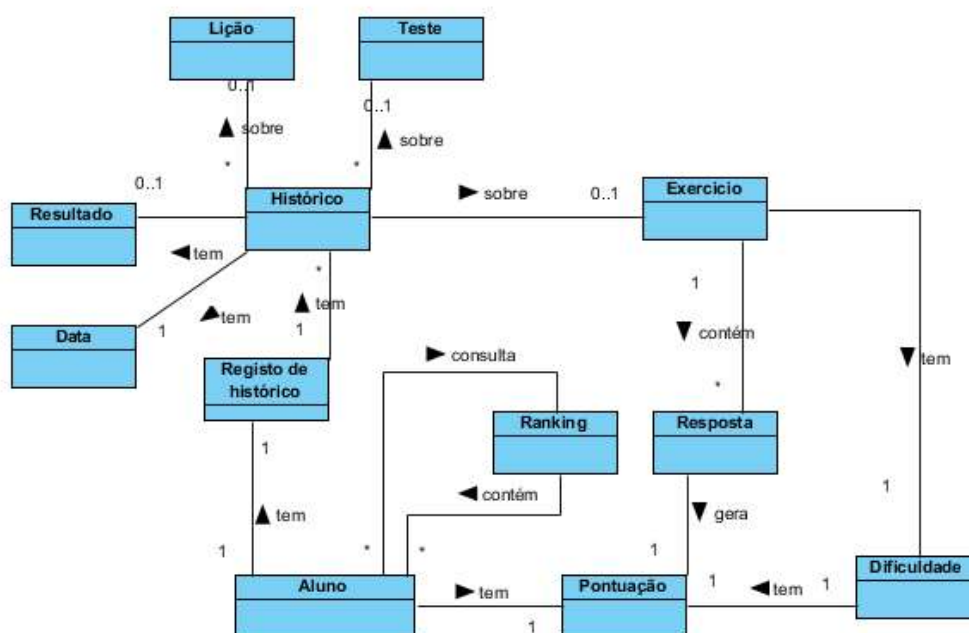 Lição
Teste
0..1
0..1
sobre
sobre
*
*
0..1
Histórico
sobre
0..1
Exercicio
Resultado
tem
*
1
tem
1
tem
1
contém
tem
Data
consulta
Registo de
histórico
*
Ranking
Resposta
1
contém
1
tem
gera
1
*
*
1
Aluno
tem
1
Pontuação
1
tem
1
Dificuldade